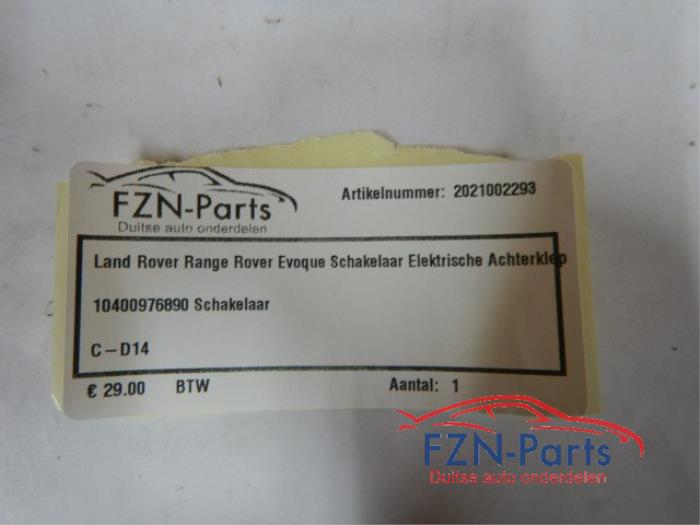 FZN-Parts
Duitse auto onderdelen
Artikelnummer: 2021002293
Land Rover Range Rover Evoque Schakelaar Elektrische Achterklep
10400976890 Schakelaar
C-D14
€ 29.00 BTW Aantal: 1
FZN-Parts
Duitse auto onderdelen